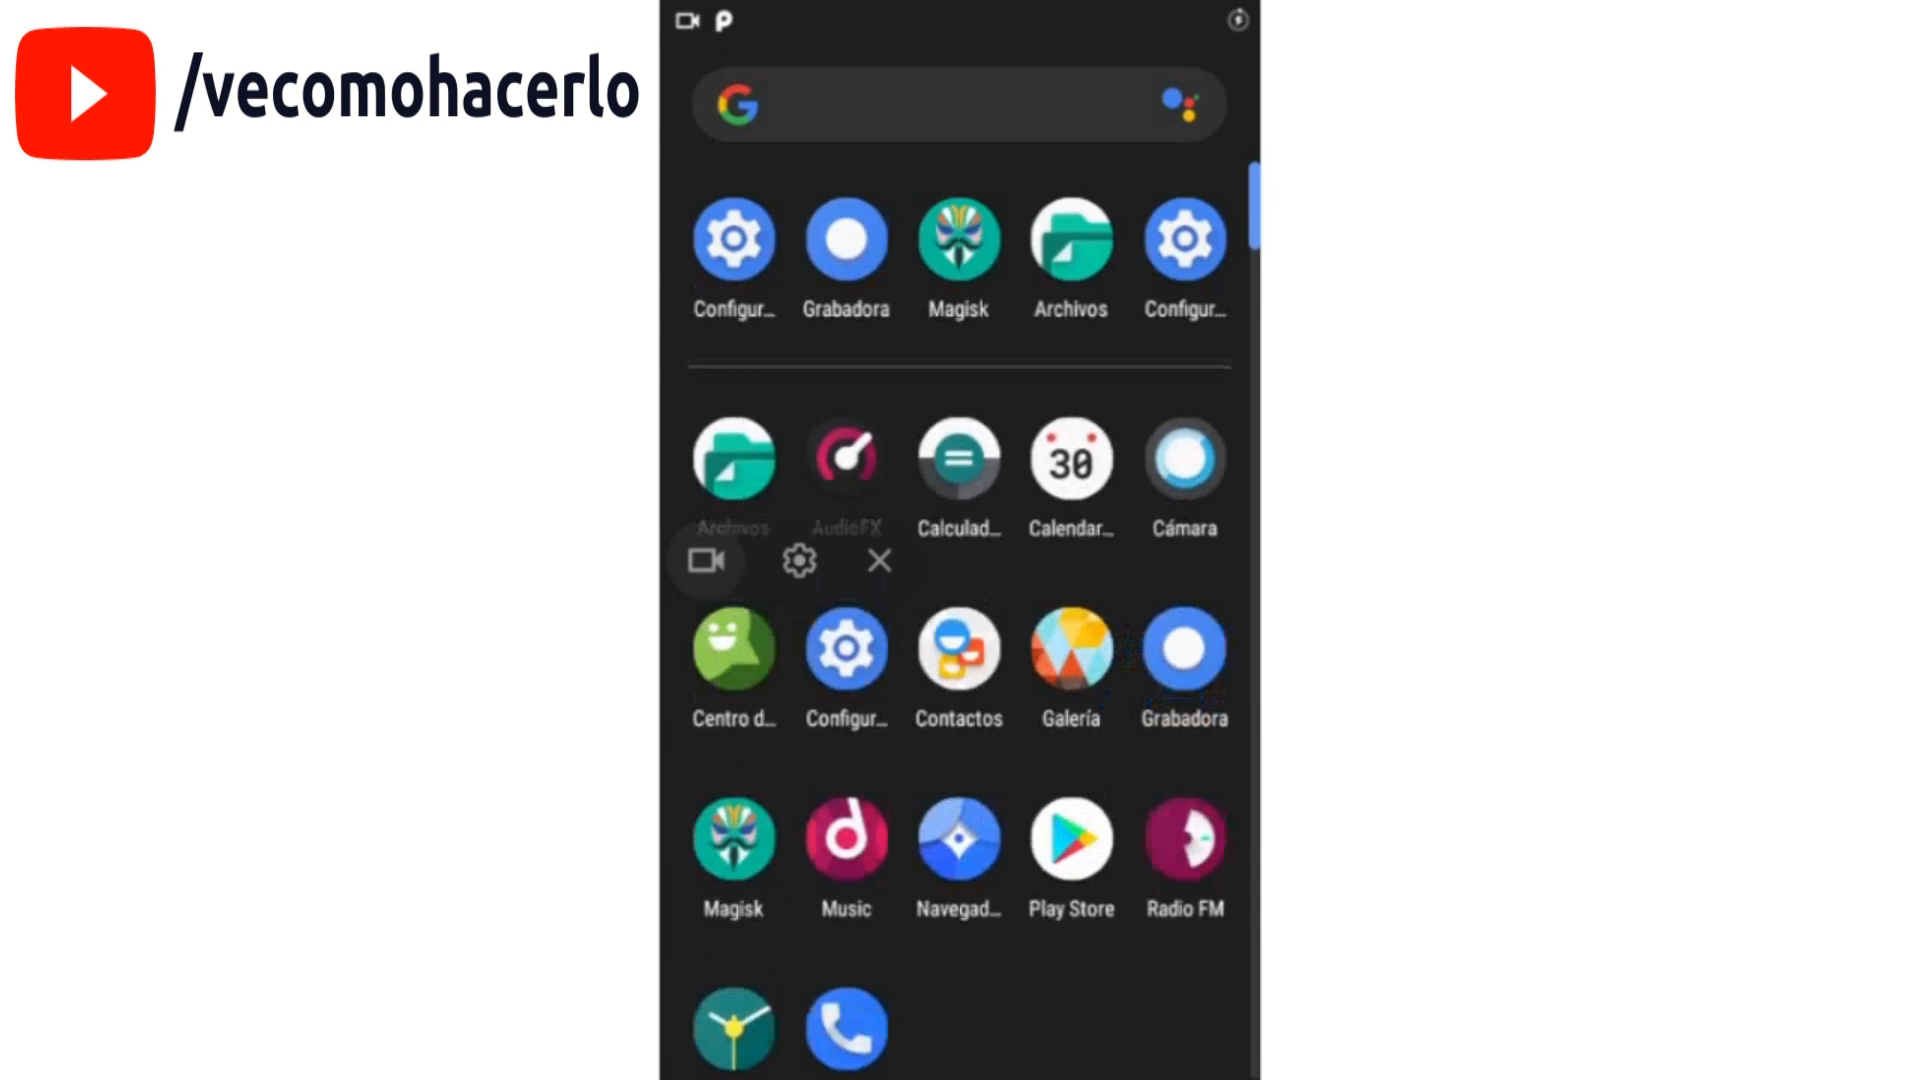 /vecomohacerlo
Configur... Grabadora Magisk Archivos Configur...
30
Archivos AudioFX Calculad... Calendar... Cámara
Centro d... Configur... Contactos Galería Grabadora
Magisk Music Navegad... Play Store Radio FM